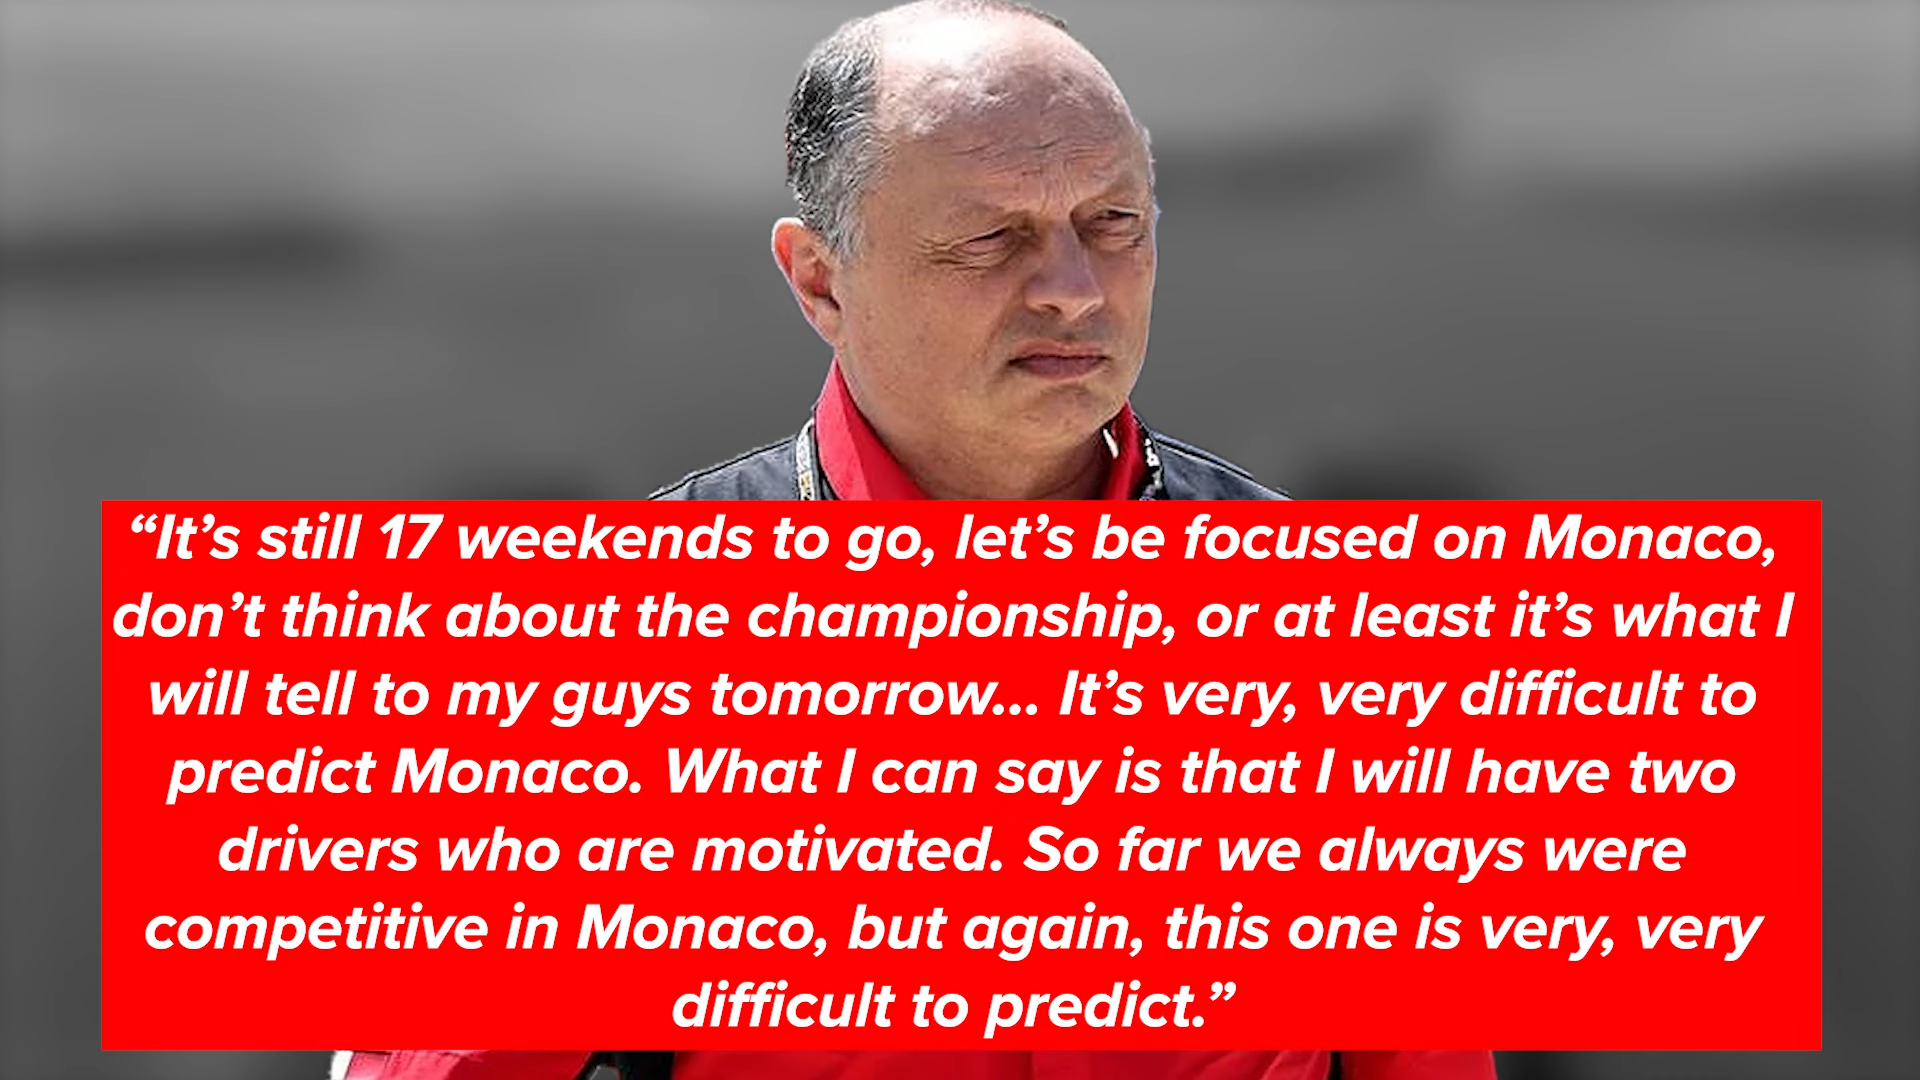 “It’s still 17 weekends to go, let’s be focused on Monaco,
don’t think about the championship, or at least it’s what I
will tell to my guys tomorrow... It’s very, very difficult to
predict Monaco. What I can say is that I will have two
drivers who are motivated. So far we always were
competitive in Monaco, but again, this one is very, very
difficult to predict.”